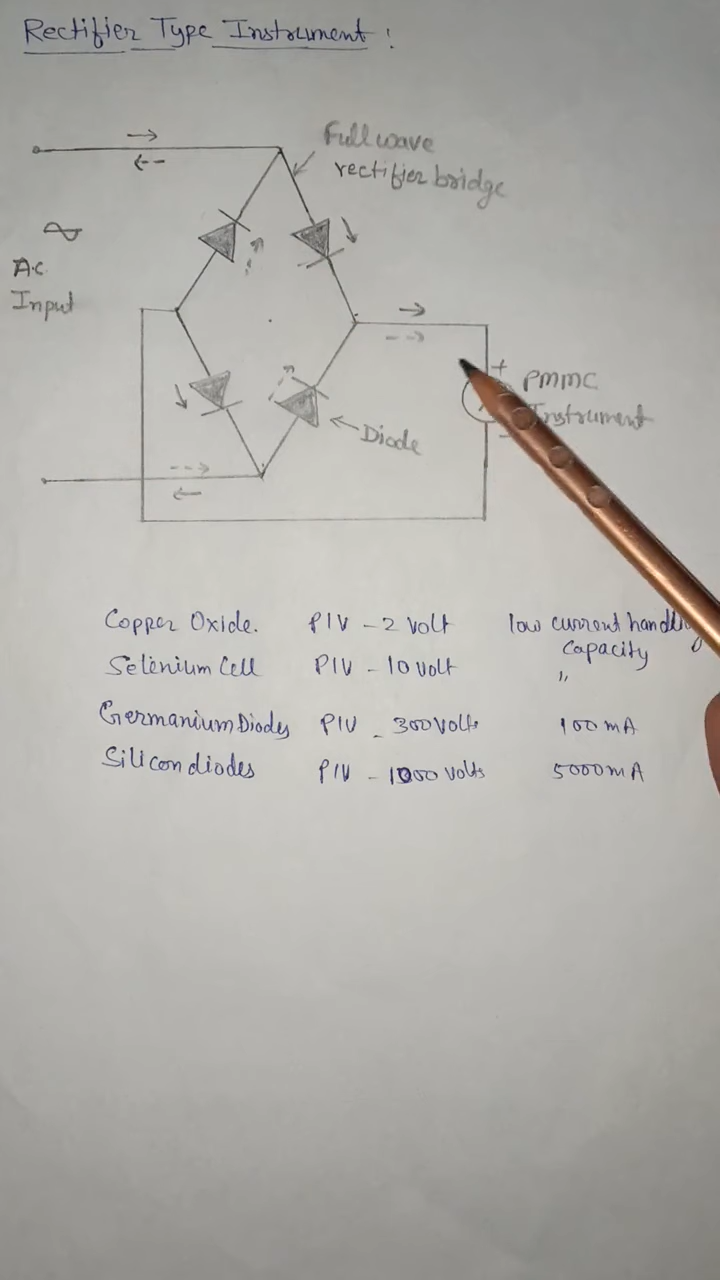 Rectifier Type Instrument :
Full wave
rectifier bridge
A.C.
Input
+
PMMC
Instrument
-
Diode
Copper Oxide. PIV - 2 Volt low current handling
Capacity
Selenium Cell PIV - 10 volt "
Germanium Diodes PIV - 300 Volts 100 mA
Silicon diodes PIV - 1000 Volts 5000 mA